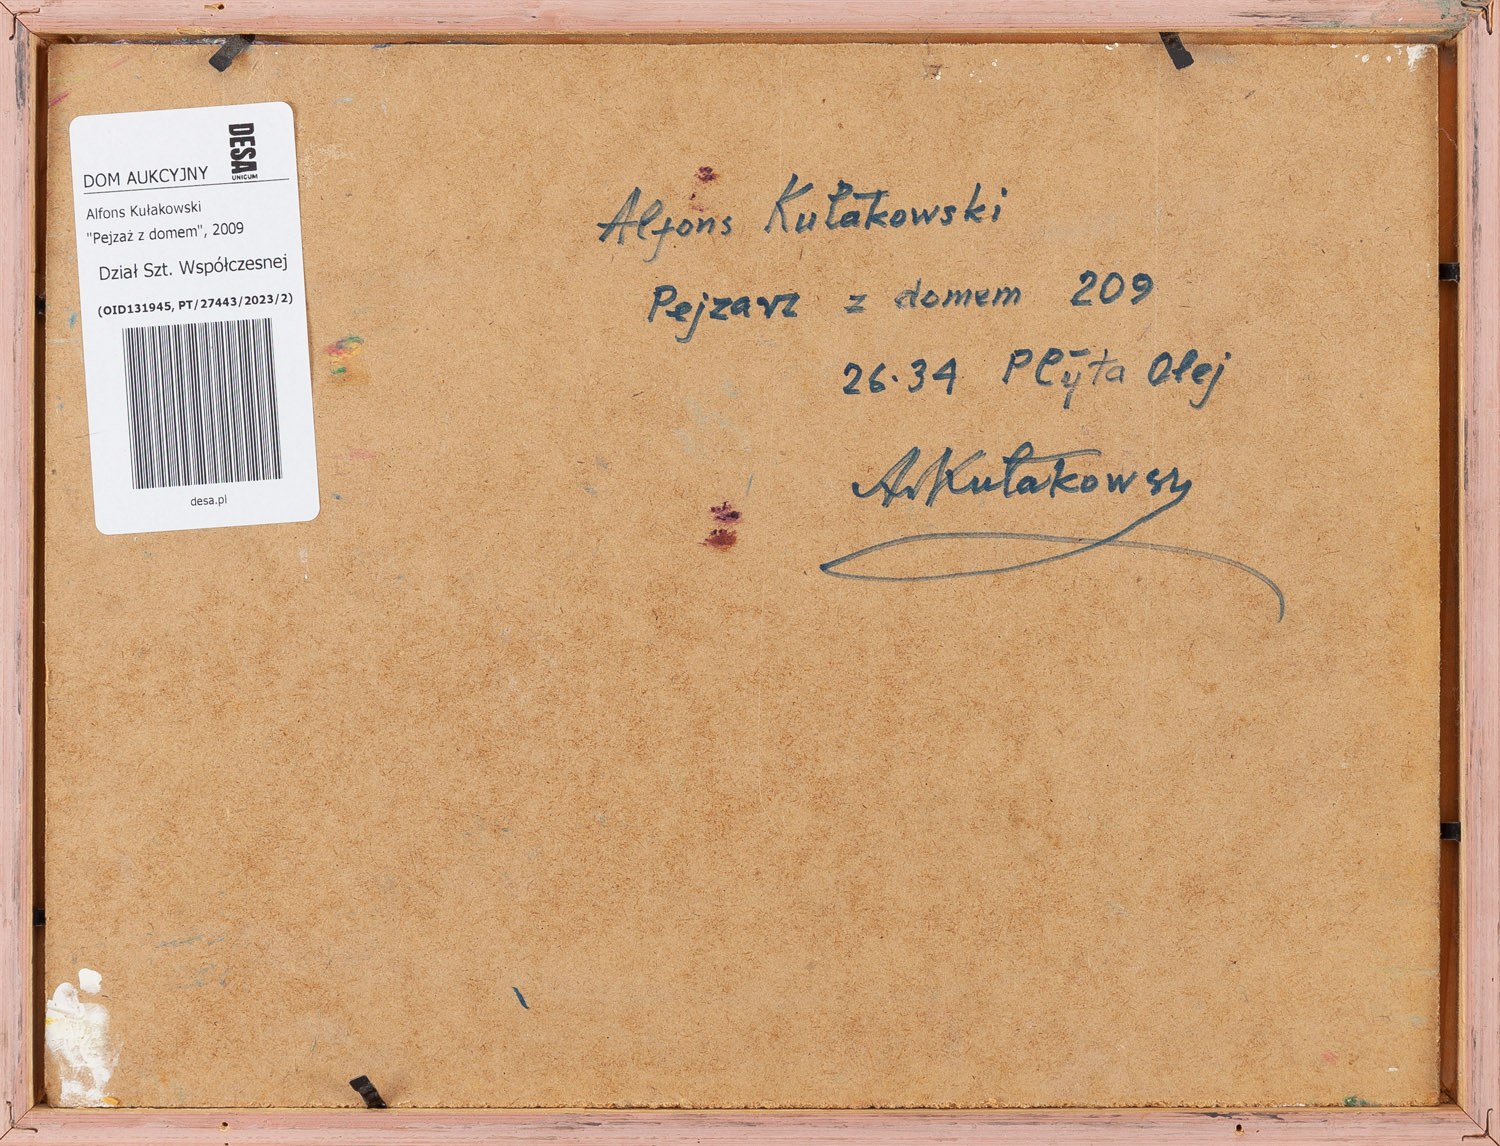 DESA
UNICUM
DOM AUKCYJNY
Alfons Kułakowski
"Pejzaż z domem", 2009
Dział Szt. Współczesnej
(OID131945, PT/27443/2023/2)
desa.pl
Alfons Kułakowski
Pejzarz z domem 209
26.34 Płyta Olej
A. Kułakowski